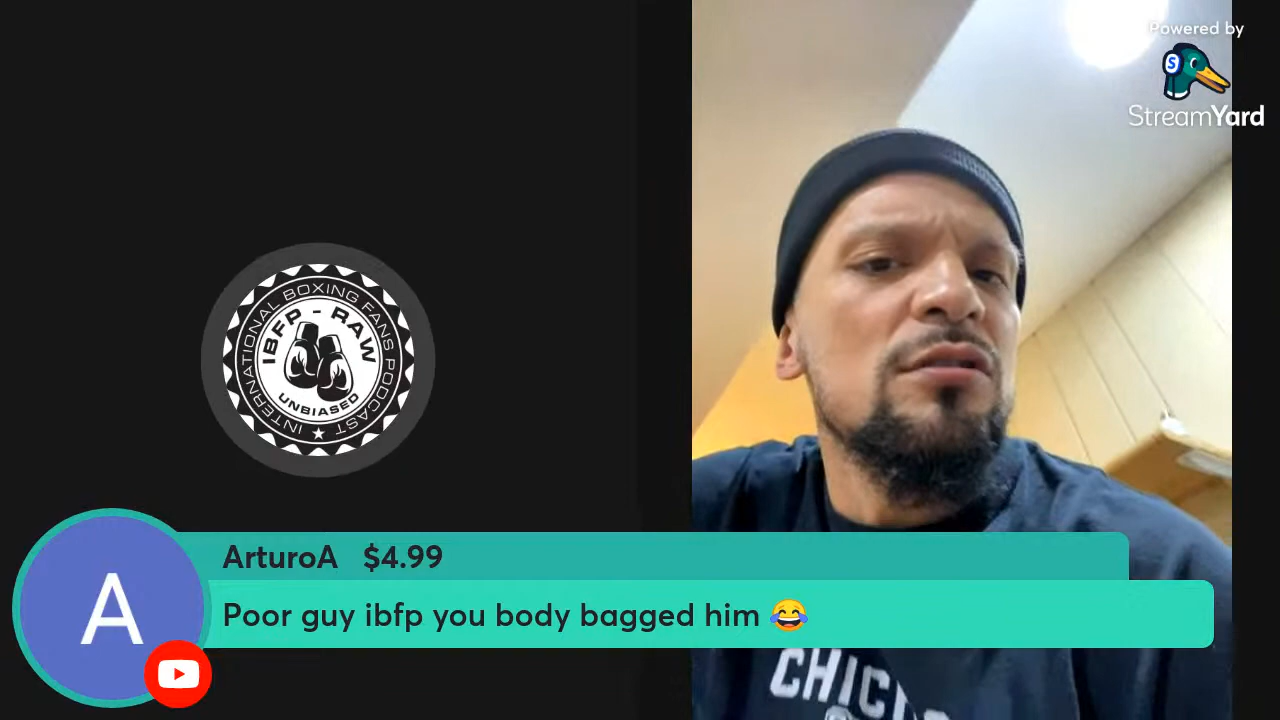 Powered by
StreamYard
INTERNATIONAL BOXING FANS PODCAST
IBFP - RAW
UNBIASED
A
ArturoA $4.99
Poor guy ibfp you body bagged him 😂